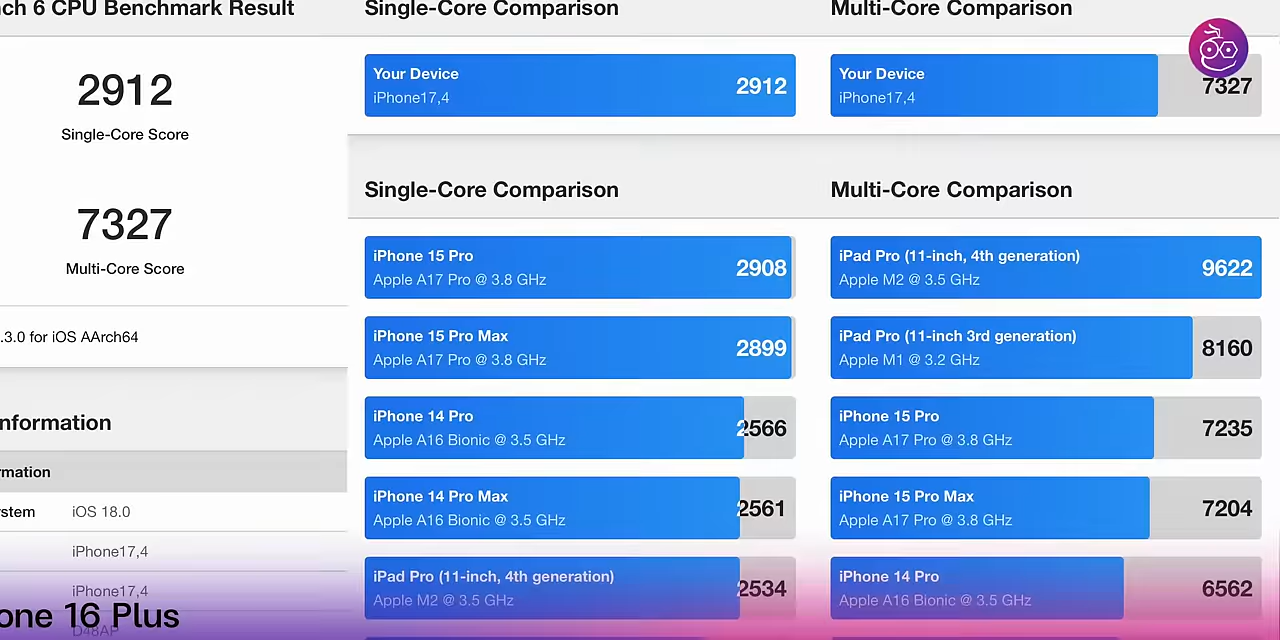 ch 6 CPU Benchmark Result
2912
Single-Core Score
7327
Multi-Core Score
.3.0 for iOS AArch64
nformation
rmation
stem iOS 18.0
iPhone17,4
iPhone17,4
D48AP
one 16 Plus
Single-Core Comparison
Your Device
iPhone17,4
2912
Single-Core Comparison
iPhone 15 Pro
Apple A17 Pro @ 3.8 GHz
2908
iPhone 15 Pro Max
Apple A17 Pro @ 3.8 GHz
2899
iPhone 14 Pro
Apple A16 Bionic @ 3.5 GHz
2566
iPhone 14 Pro Max
Apple A16 Bionic @ 3.5 GHz
2561
iPad Pro (11-inch, 4th generation)
Apple M2 @ 3.5 GHz
2534
Multi-Core Comparison
Your Device
iPhone17,4
7327
Multi-Core Comparison
iPad Pro (11-inch, 4th generation)
Apple M2 @ 3.5 GHz
9622
iPad Pro (11-inch 3rd generation)
Apple M1 @ 3.2 GHz
8160
iPhone 15 Pro
Apple A17 Pro @ 3.8 GHz
7235
iPhone 15 Pro Max
Apple A17 Pro @ 3.8 GHz
7204
iPhone 14 Pro
Apple A16 Bionic @ 3.5 GHz
6562